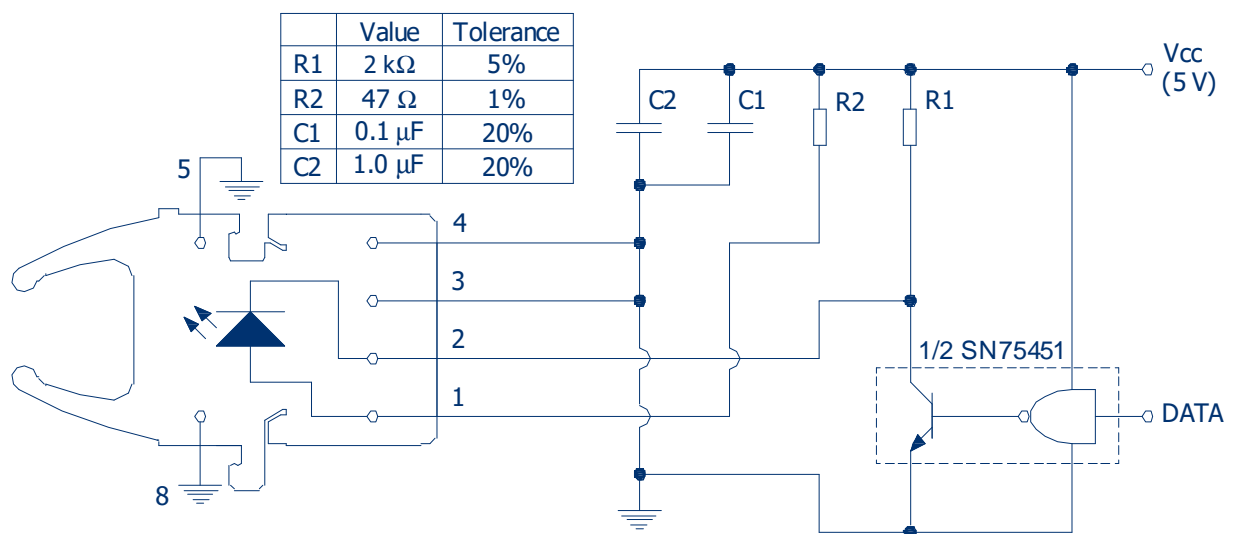 Value Tolerance
R1 2 kΩ 5%
R2 47 Ω 1%
C1 0.1 μF 20%
C2 1.0 μF 20%
Vcc
(5 V)
C2 C1 R2 R1
5
4
3
2
1
8
1/2 SN75451
DATA